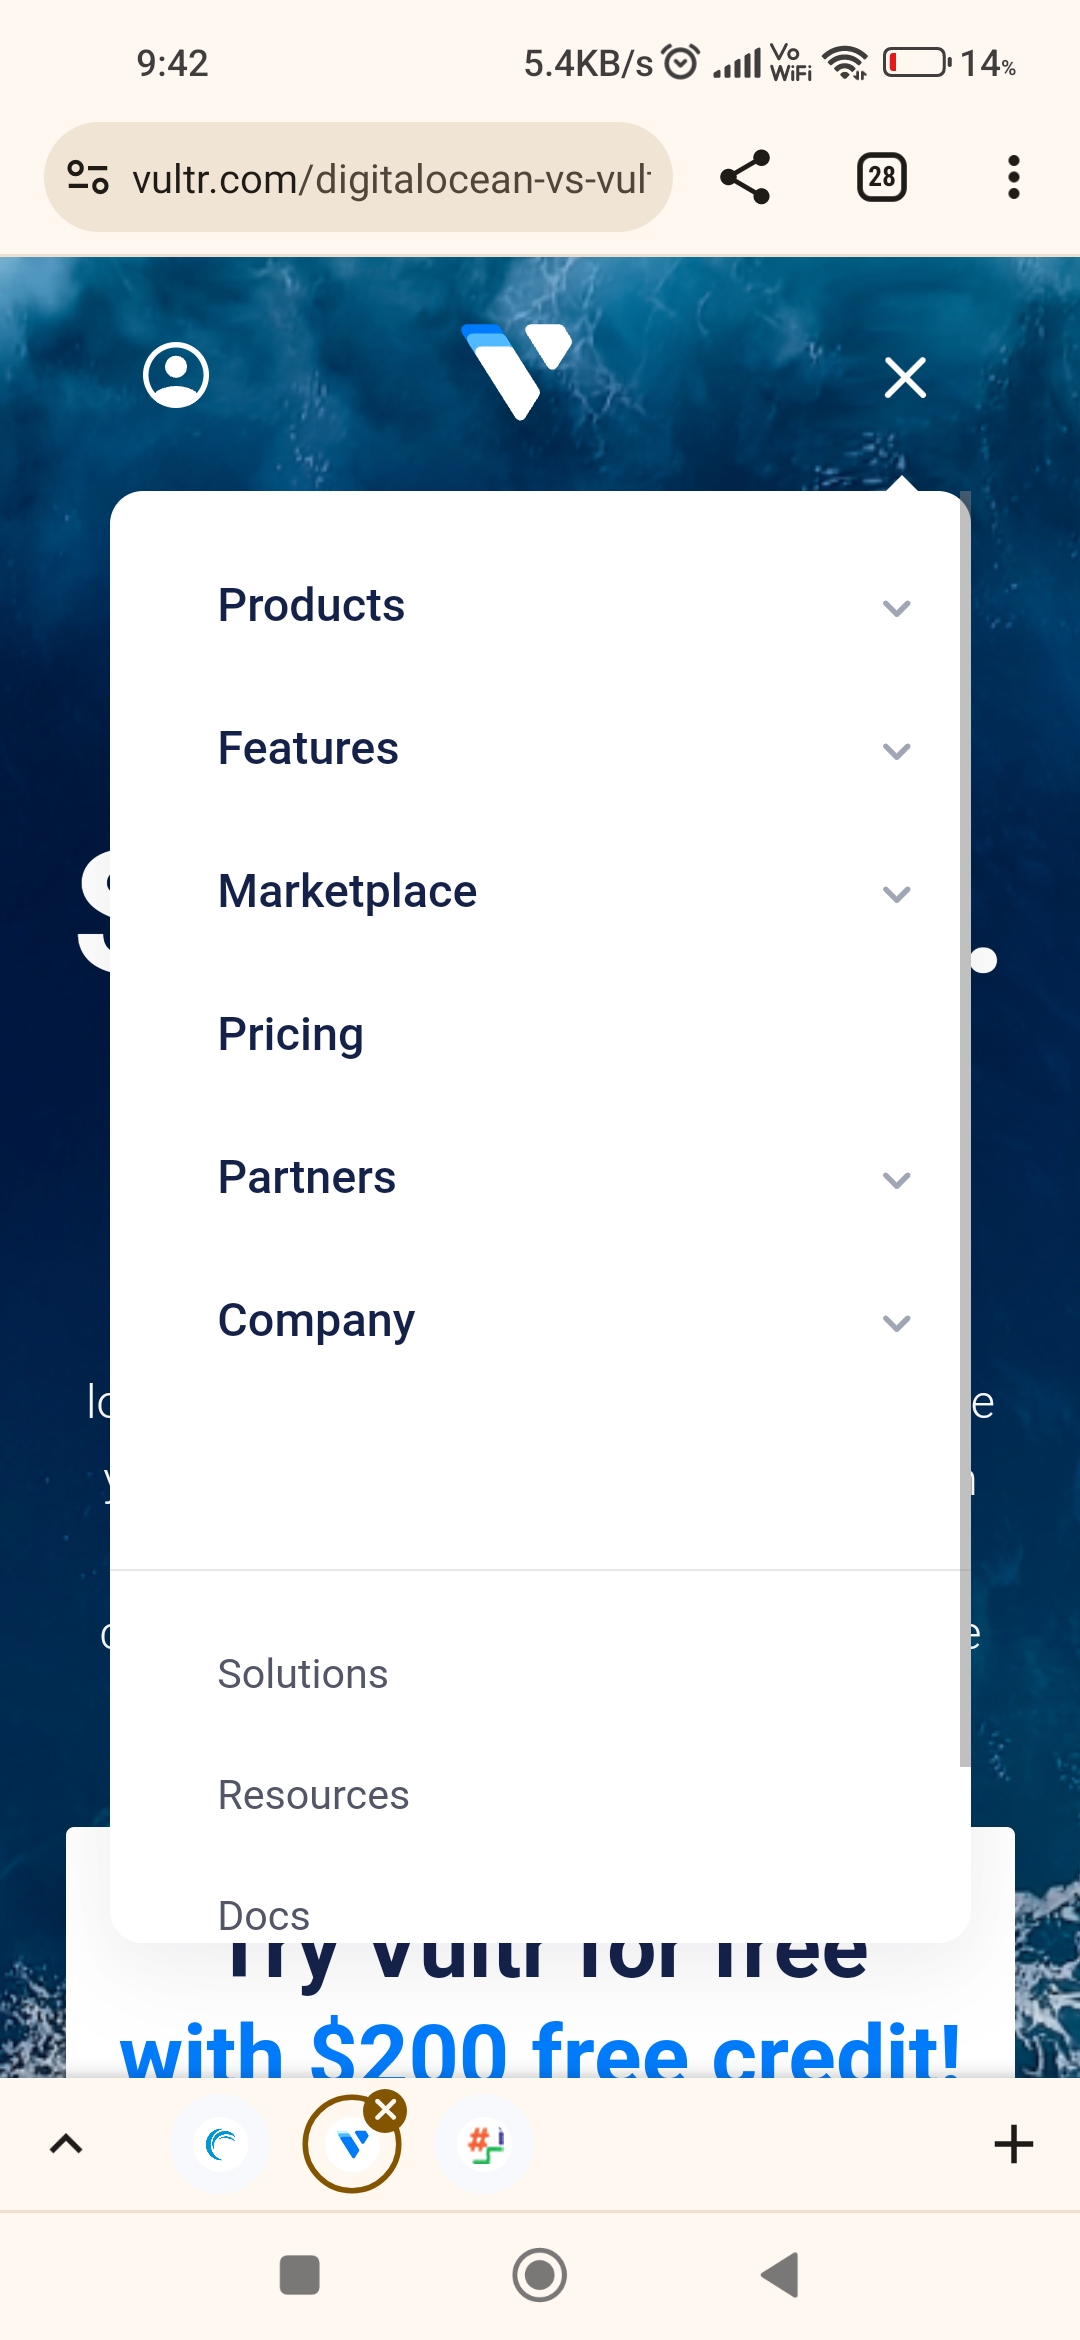 9:42 5.4KB/s Vo WiFi 14%
vultr.com/digitalocean-vs-vul
28
Products
Features
Marketplace
Pricing
Partners
Company
Solutions
Resources
Docs
Try Vultr for free
with $200 free credit!